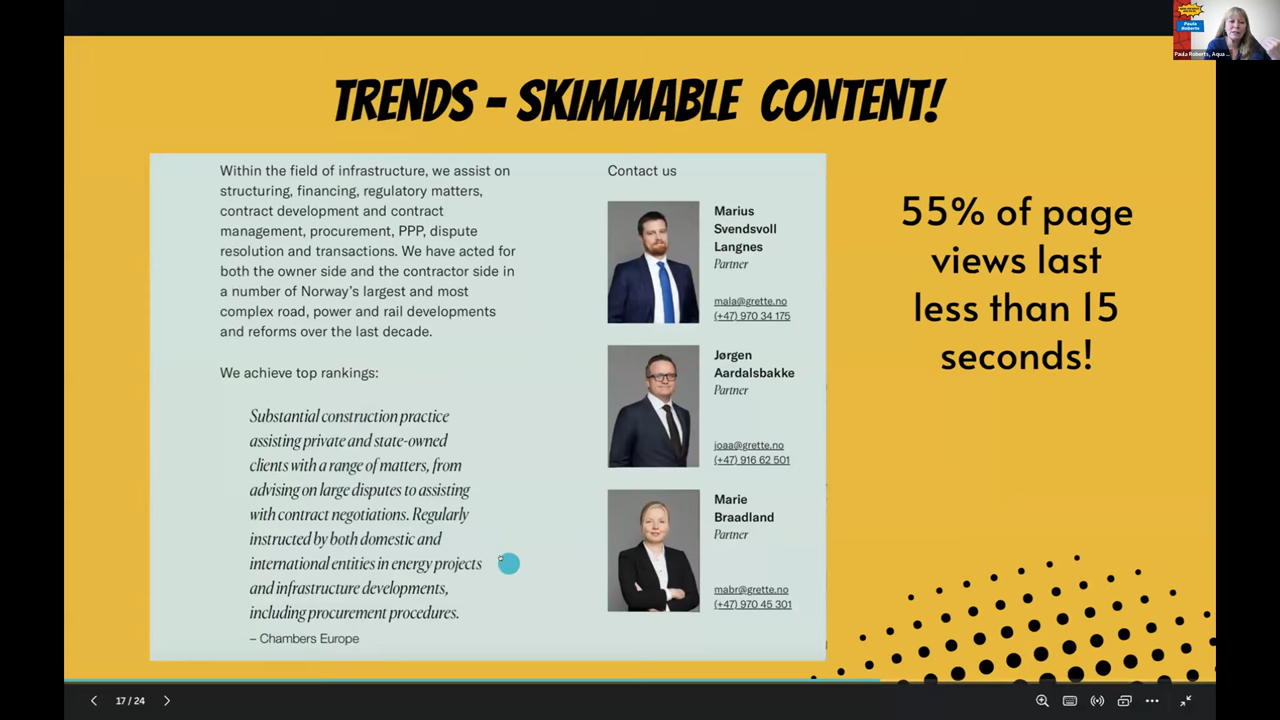 TRENDS - SKIMMABLE CONTENT!
Within the field of infrastructure, we assist on
structuring, financing, regulatory matters,
contract development and contract
management, procurement, PPP, dispute
resolution and transactions. We have acted for
both the owner side and the contractor side in
a number of Norway's largest and most
complex road, power and rail developments
and reforms over the last decade.
We achieve top rankings:
Substantial construction practice
assisting private and state-owned
clients with a range of matters, from
advising on large disputes to assisting
with contract negotiations. Regularly
instructed by both domestic and
international entities in energy projects
and infrastructure developments,
including procurement procedures.
– Chambers Europe
Contact us
Marius
Svendsvoll
Langnes
Partner
mala@grette.no
(+47) 970 34 175
Jørgen
Aardalsbakke
Partner
joaa@grette.no
(+47) 916 62 501
Marie
Braadland
Partner
mabr@grette.no
(+47) 970 45 301
55% of page
views last
less than 15
seconds!
Paula
Roberts
Paula Roberts, Aqua ...
17 / 24